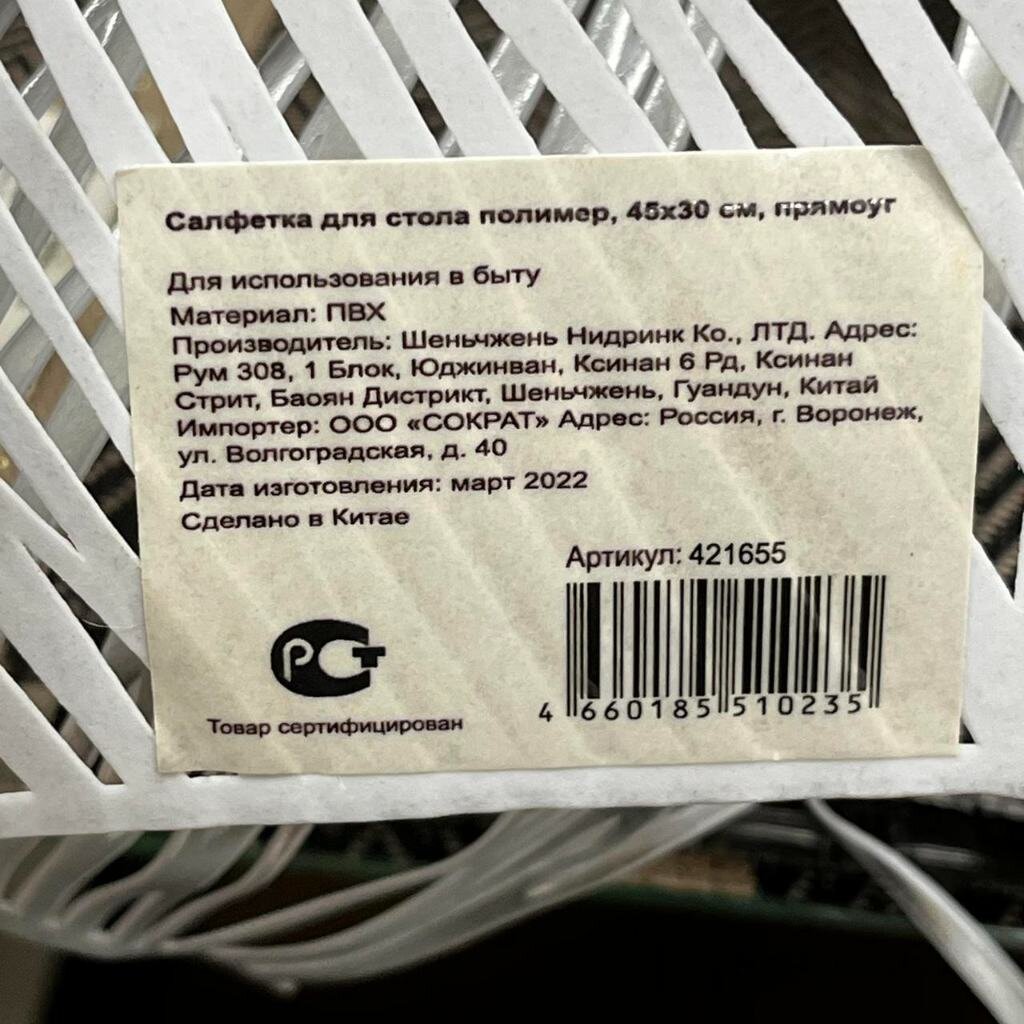 Салфетка для стола полимер, 45х30 см, прямоуг
Для использования в быту
Материал: ПВХ
Производитель: Шеньчжень Нидринк Ко., ЛТД. Адрес:
Рум 308, 1 Блок, Юджинван, Ксинан 6 Рд, Ксинан
Стрит, Баоян Дистрикт, Шеньчжень, Гуандун, Китай
Импортер: ООО «СОКРАТ» Адрес: Россия, г. Воронеж,
ул. Волгоградская, д. 40
Дата изготовления: март 2022
Сделано в Китае
Артикул: 421655
РСТ
Товар сертифицирован
4 660185 510235